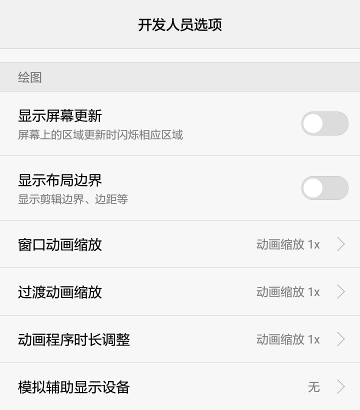 开发人员选项
绘图
显示屏幕更新
屏幕上的区域更新时闪烁相应区域
显示布局边界
显示剪辑边界、边距等
窗口动画缩放 动画缩放 1x
过渡动画缩放 动画缩放 1x
动画程序时长调整 动画缩放 1x
模拟辅助显示设备 无